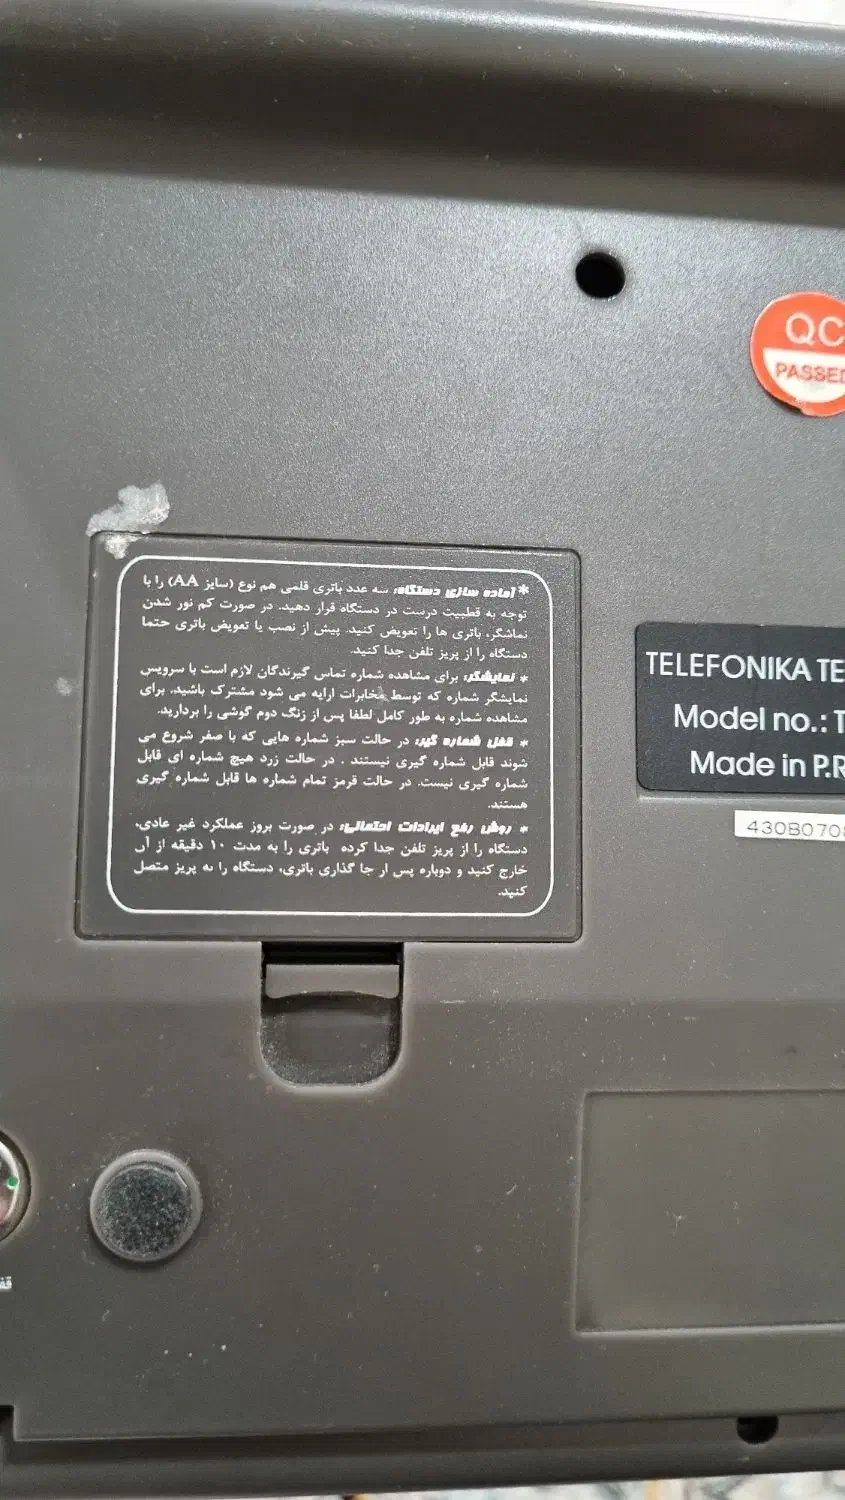 QC
PASSED
* آماده سازی دستگاه: سه عدد باتری قلمی هم نوع (سایز AA) را با
توجه به قطبیت درست در دستگاه قرار دهید. در صورت کم نور شدن
نماشگر، باتری ها را تعویض کنید. پیش از نصب یا تعویض باتری حتما
دستگاه را از پریز تلفن جدا کنید.
* نمایشگر: برای مشاهده شماره تماس گیرندگان لازم است با سرویس
نمایشگر شماره که توسط مخابرات ارایه می شود مشترک باشید. برای
مشاهده شماره به طور کامل لطفا پس از زنگ دوم گوشی را بردارید.
* قفل شماره گیر: در حالت سبز شماره هایی که با صفر شروع می
شوند قابل شماره گیری نیستند . در حالت زرد هیچ شماره ای قابل
شماره گیری نیست. در حالت قرمز تمام شماره ها قابل شماره گیری
هستند.
* روش رفع ایرادات احتمالی: در صورت بروز عملکرد غیر عادی،
دستگاه را از پریز تلفن جدا کرده باتری را به مدت ۱۰ دقیقه از آن
خارج کنید و دوباره پس از جا گذاری باتری، دستگاه را به پریز متصل
کنید.
TELEFONIKA TE
Model no.: T
Made in P.R
430B070
قف